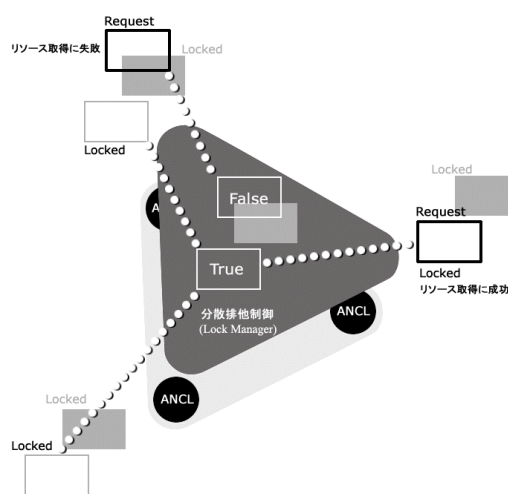 Request
リソース取得に失敗
Locked
Locked
False
Locked
Request
Locked
リソース取得に成功
True
分散排他制御
(Lock Manager)
ANCL
ANCL
Locked
Locked